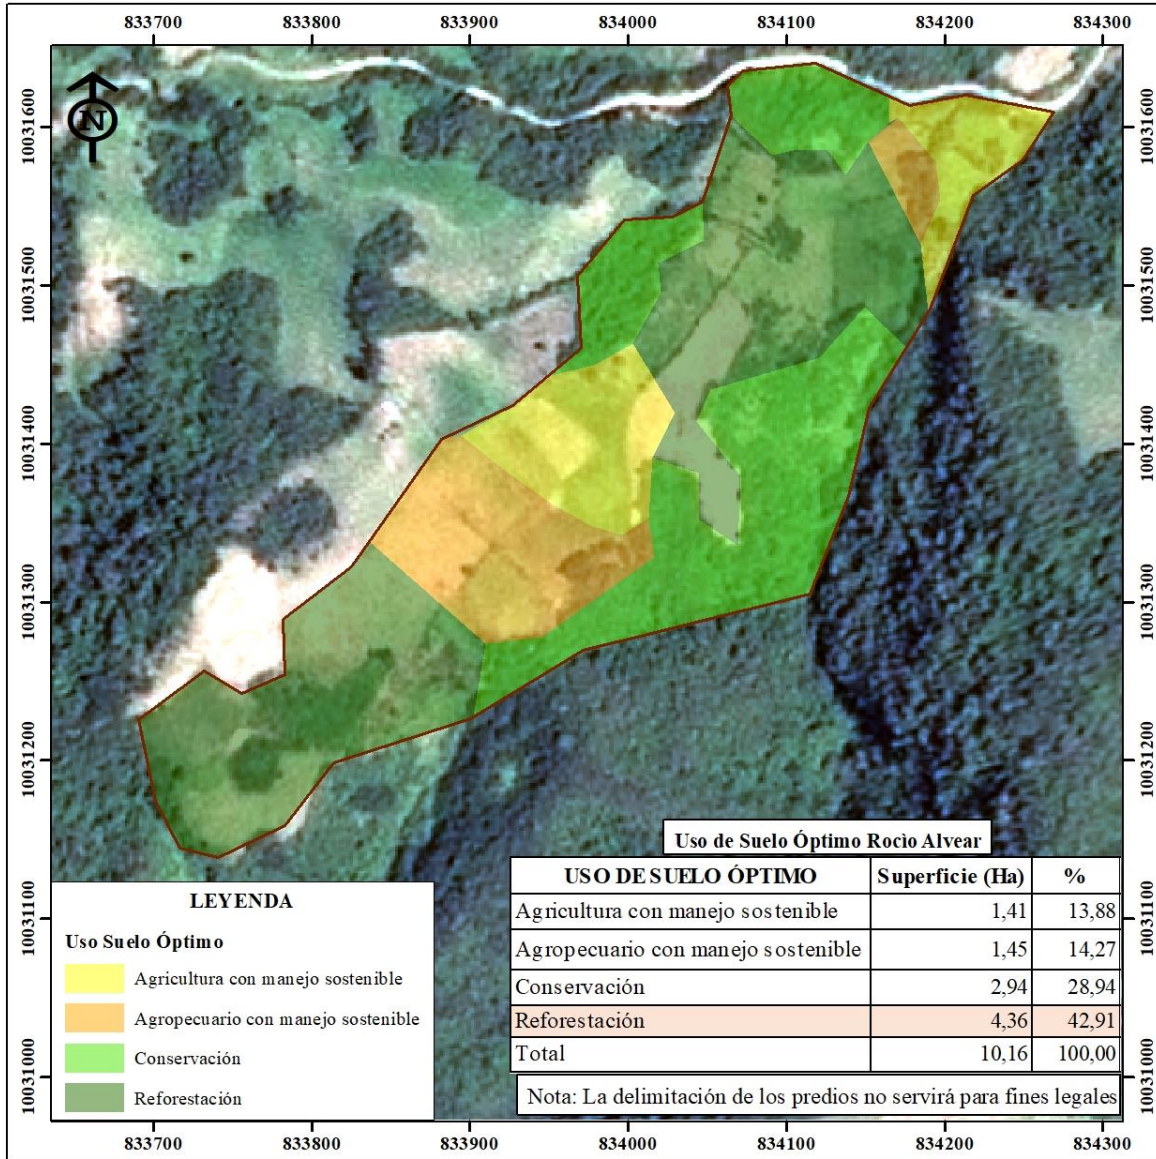 833700 833800 833900 834000 834100 834200 834300
10031600 10031600
10031500 10031500
10031400 10031400
10031300 10031300
10031200 10031200
10031100 10031100
10031000 10031000
N
Uso de Suelo Óptimo Rocìo Alvear
USO DE SUELO ÓPTIMO Superficie (Ha) %
Agricultura con manejo sostenible 1,41 13,88
Agropecuario con manejo sostenible 1,45 14,27
Conservación 2,94 28,94
Reforestación 4,36 42,91
Total 10,16 100,00
Nota: La delimitación de los predios no servirá para fines legales
LEYENDA
Uso Suelo Óptimo
Agricultura con manejo sostenible
Agropecuario con manejo sostenible
Conservación
Reforestación
833700 833800 833900 834000 834100 834200 834300